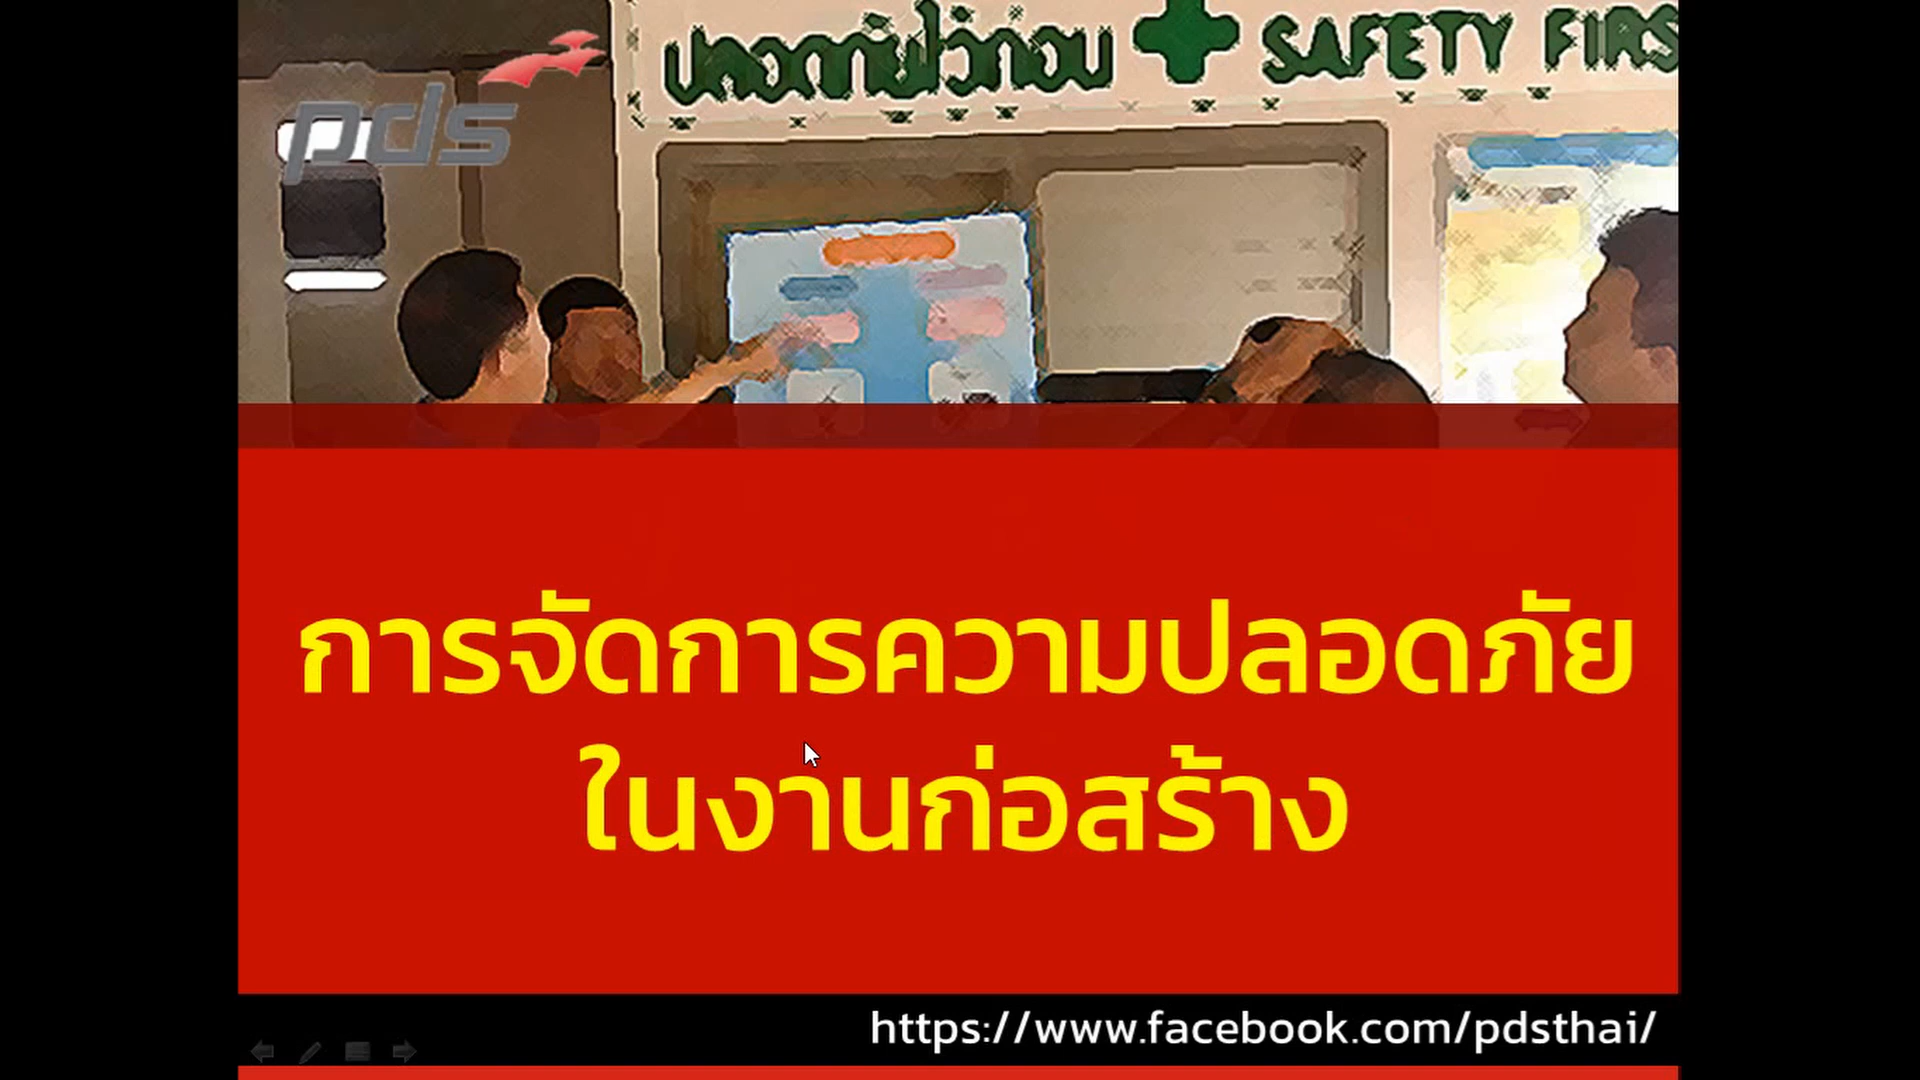 ปลอดภัยไว้ก่อน SAFETY FIRS
pds
การจัดการความปลอดภัย
ในงานก่อสร้าง
https://www.facebook.com/pdsthai/